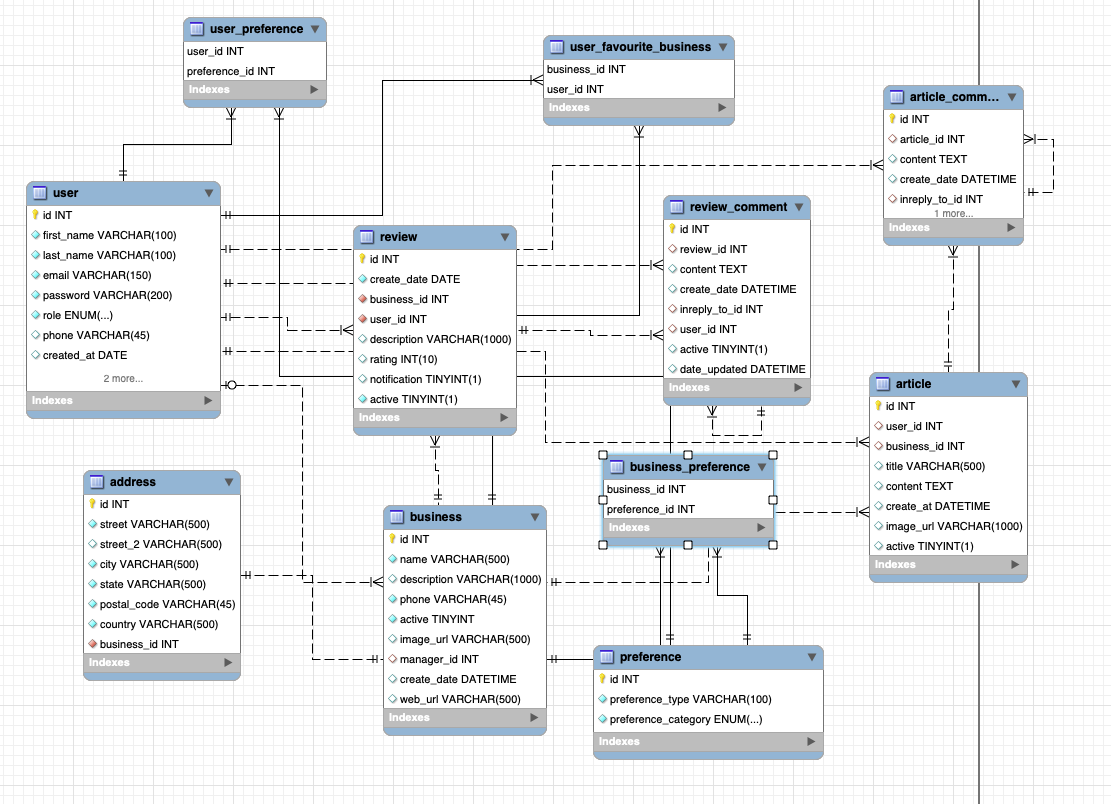 user_preference
user_id INT
preference_id INT
Indexes
user_favourite_business
business_id INT
user_id INT
Indexes
article_comm...
id INT
article_id INT
content TEXT
create_date DATETIME
inreply_to_id INT
1 more...
Indexes
user
id INT
first_name VARCHAR(100)
last_name VARCHAR(100)
email VARCHAR(150)
password VARCHAR(200)
role ENUM(...)
phone VARCHAR(45)
created_at DATE
2 more...
Indexes
review
id INT
create_date DATE
business_id INT
user_id INT
description VARCHAR(1000)
rating INT(10)
notification TINYINT(1)
active TINYINT(1)
Indexes
review_comment
id INT
review_id INT
content TEXT
create_date DATETIME
inreply_to_id INT
user_id INT
active TINYINT(1)
date_updated DATETIME
Indexes
article
id INT
user_id INT
business_id INT
title VARCHAR(500)
content TEXT
create_at DATETIME
image_url VARCHAR(1000)
active TINYINT(1)
Indexes
address
id INT
street VARCHAR(500)
street_2 VARCHAR(500)
city VARCHAR(500)
state VARCHAR(500)
postal_code VARCHAR(45)
country VARCHAR(500)
business_id INT
Indexes
business
id INT
name VARCHAR(500)
description VARCHAR(1000)
phone VARCHAR(45)
active TINYINT
image_url VARCHAR(500)
manager_id INT
create_date DATETIME
web_url VARCHAR(500)
Indexes
business_preference
business_id INT
preference_id INT
Indexes
preference
id INT
preference_type VARCHAR(100)
preference_category ENUM(...)
Indexes